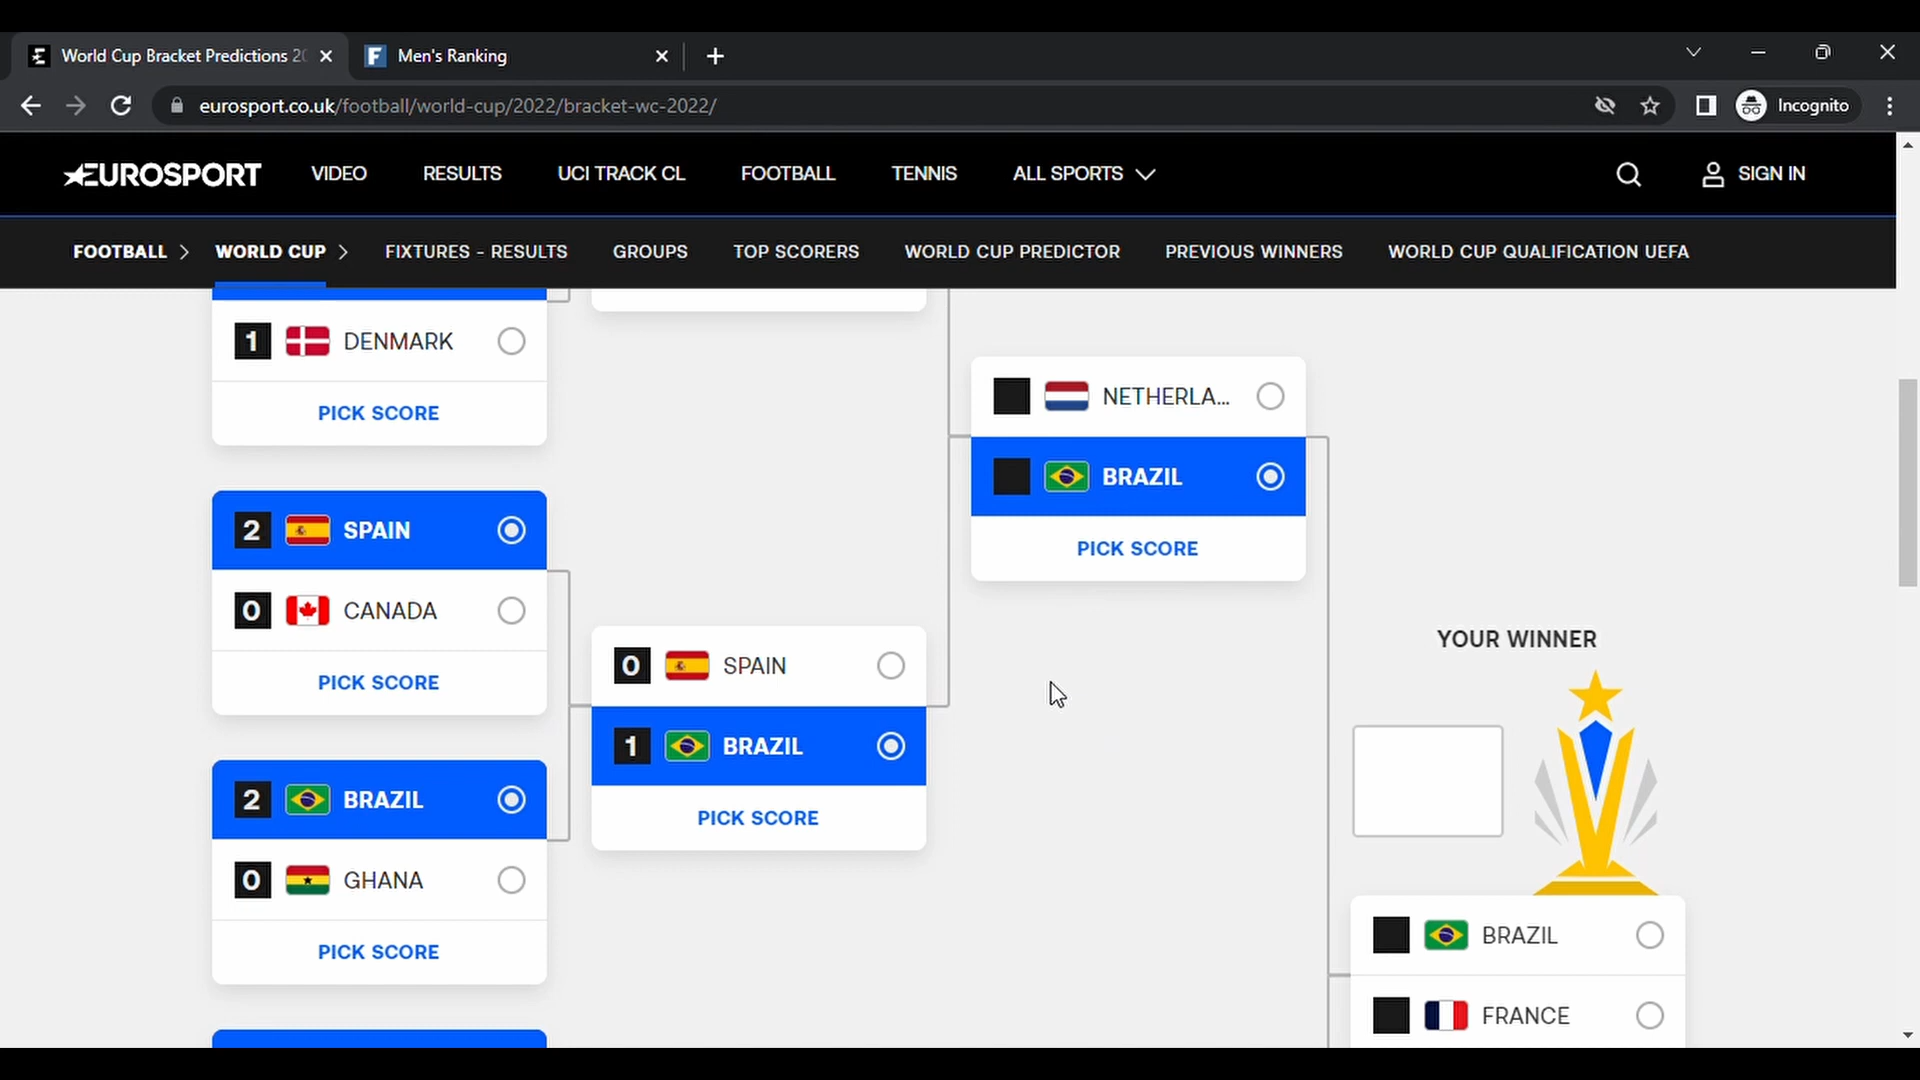 World Cup Bracket Predictions 20
Men's Ranking
eurosport.co.uk/football/world-cup/2022/bracket-wc-2022/
Incognito
EUROSPORT
VIDEO
RESULTS
UCI TRACK CL
FOOTBALL
TENNIS
ALL SPORTS
SIGN IN
FOOTBALL
WORLD CUP
FIXTURES - RESULTS
GROUPS
TOP SCORERS
WORLD CUP PREDICTOR
PREVIOUS WINNERS
WORLD CUP QUALIFICATION UEFA
1 DENMARK
PICK SCORE
2 SPAIN
0 CANADA
PICK SCORE
2 BRAZIL
0 GHANA
PICK SCORE
0 SPAIN
1 BRAZIL
PICK SCORE
NETHERLA...
BRAZIL
PICK SCORE
YOUR WINNER
BRAZIL
FRANCE